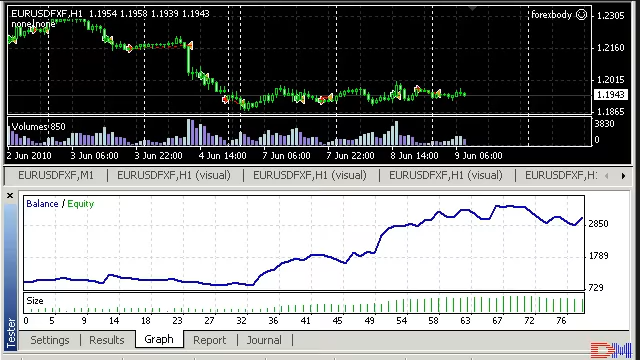 EURUSDFXF,H1 1.1954 1.1958 1.1939 1.1943
none|none
forexbody ☺
1.2305
1.2160
1.2015
1.1943
1.1865
Volumes 850
3830
0
2 Jun 2010 3 Jun 06:00 3 Jun 22:00 4 Jun 14:00 7 Jun 06:00 7 Jun 22:00 8 Jun 14:00 9 Jun 06:00
EURUSDFXF,M1 EURUSDFXF,H1 (visual) EURUSDFXF,H1 (visual) EURUSDFXF,H1 (visual) EURUSDFXF,H:
Balance / Equity
2850
1789
729
Size
0 5 9 14 18 23 27 32 36 41 45 49 54 58 63 67 72 76
Tester
Settings Results Graph Report Journal